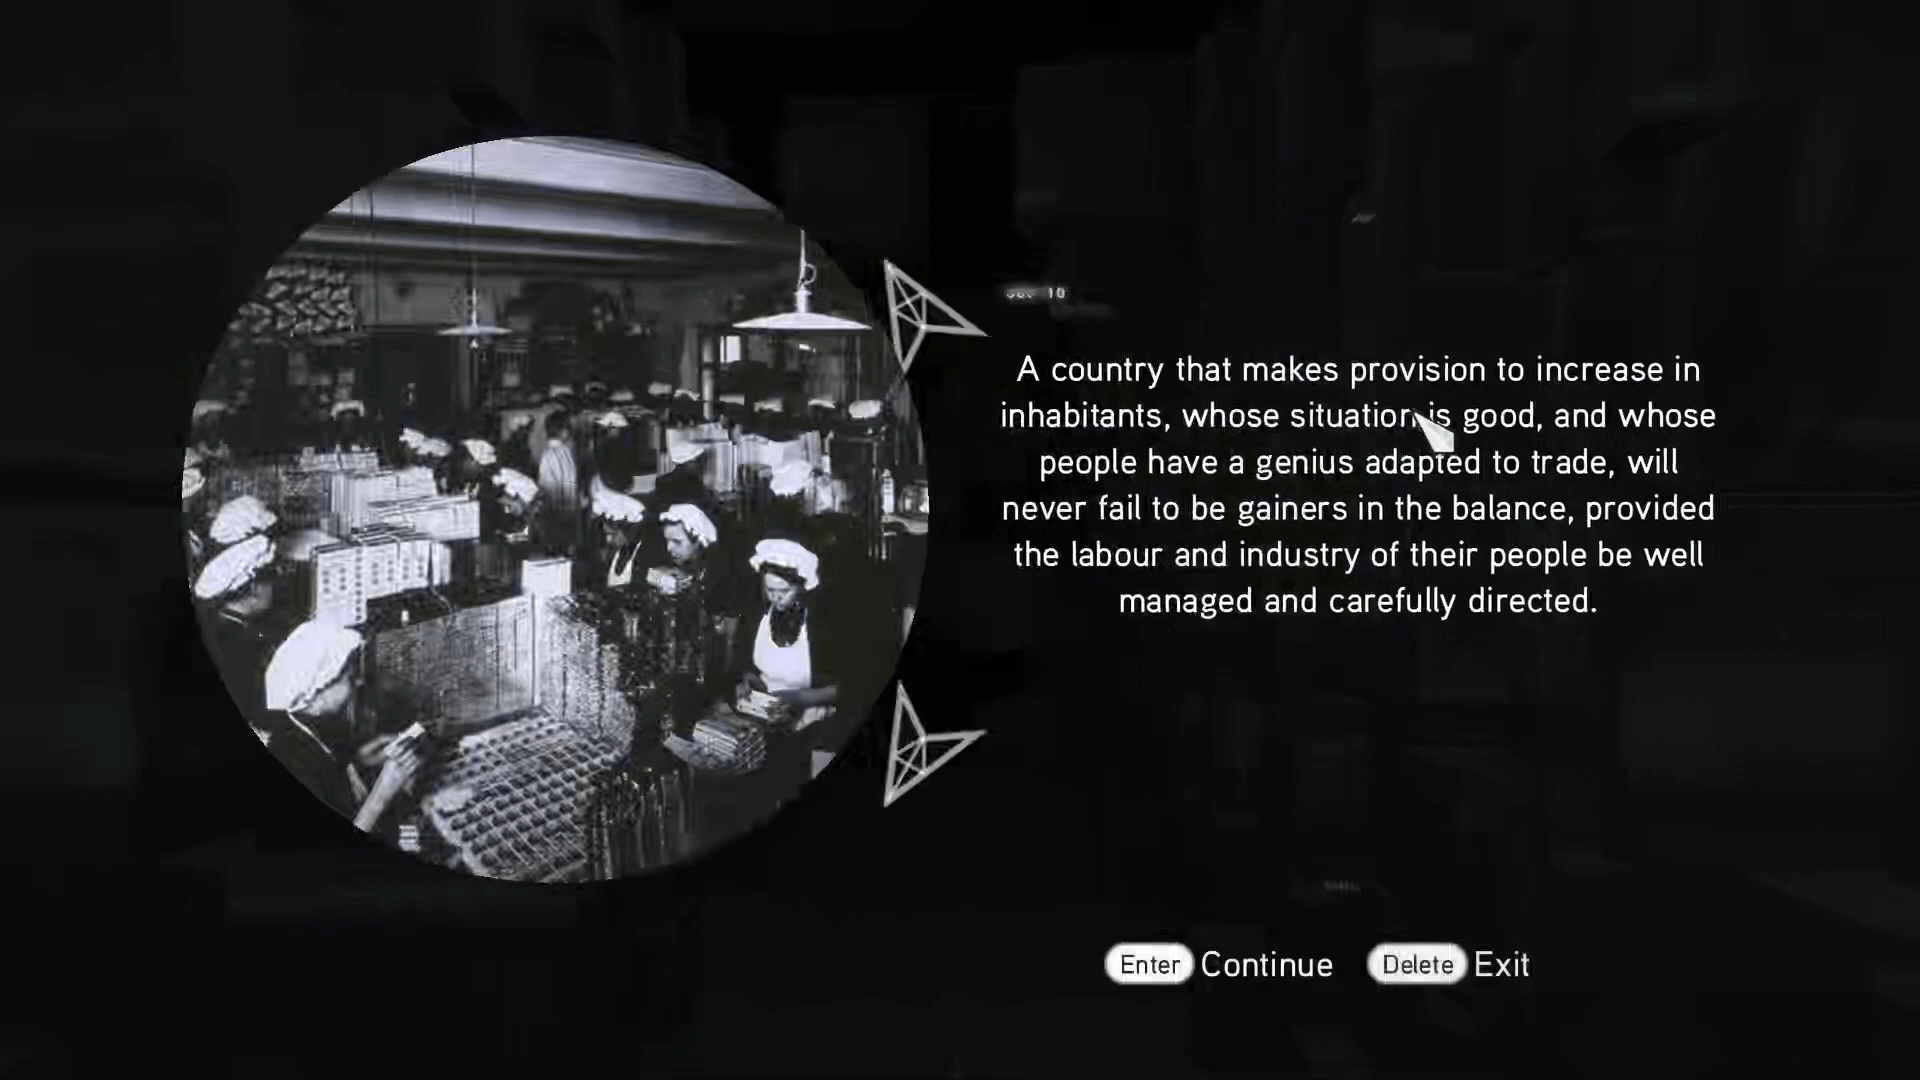 A country that makes provision to increase in
inhabitants, whose situation is good, and whose
people have a genius adapted to trade, will
never fail to be gainers in the balance, provided
the labour and industry of their people be well
managed and carefully directed.
Enter Continue Delete Exit